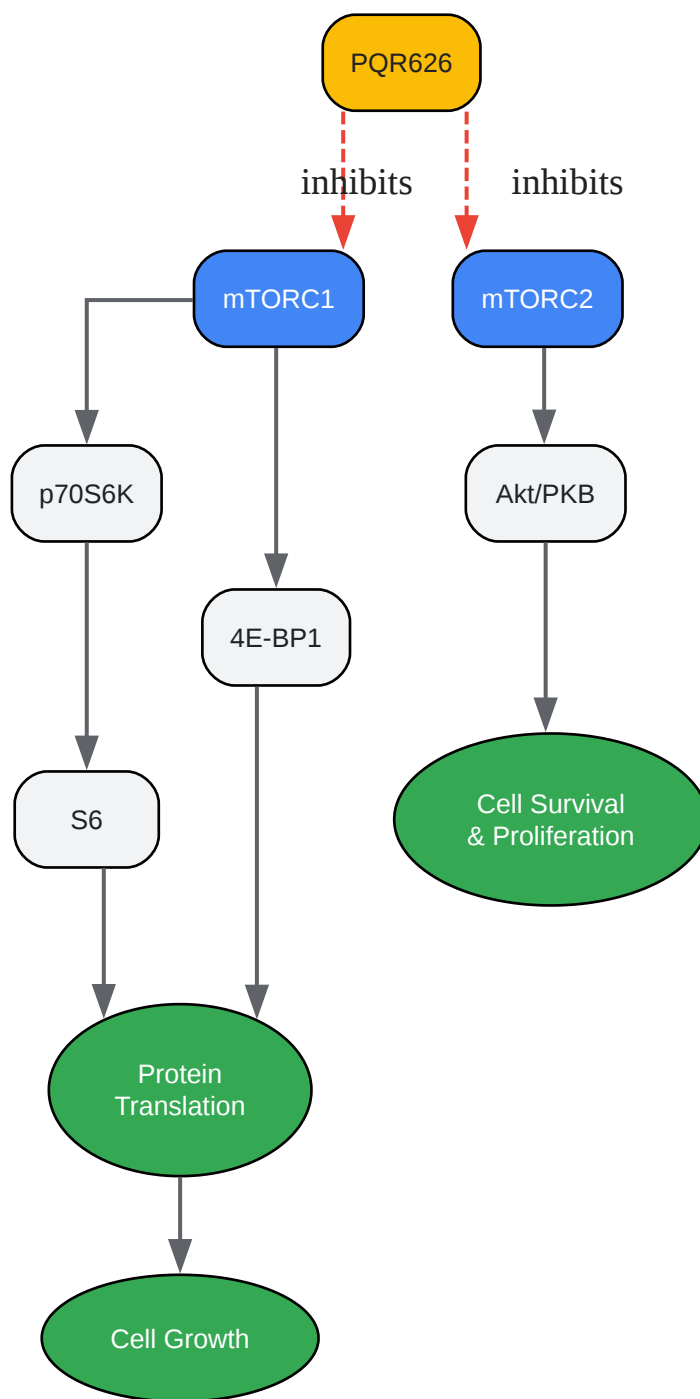 PQR626
inhibits
inhibits
mTORC1
mTORC2
p70S6K
Akt/PKB
4E-BP1
S6
Cell Survival
& Proliferation
Protein
Translation
Cell Growth